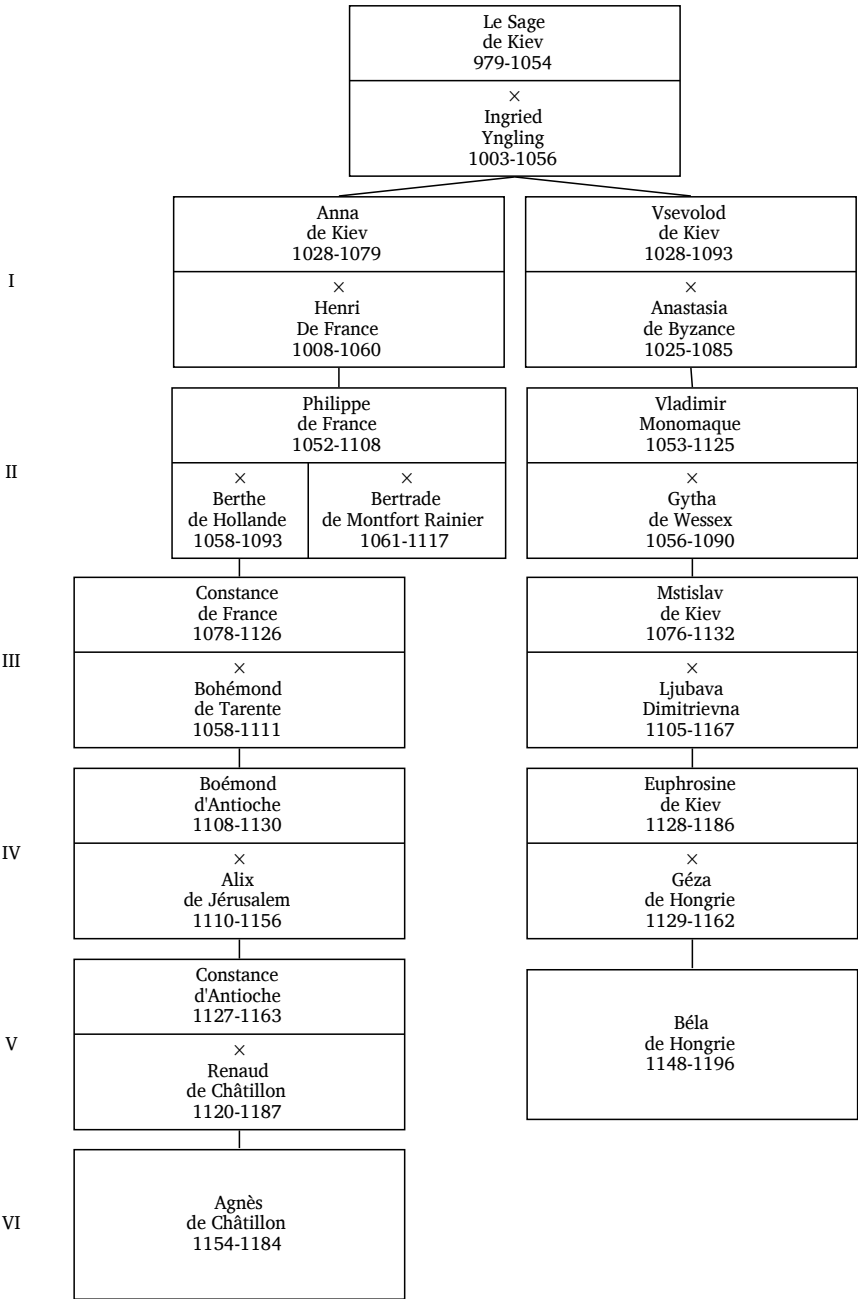 Le Sage
de Kiev
979-1054
×
Ingried
Yngling
1003-1056
I
Anna
de Kiev
1028-1079
×
Henri
De France
1008-1060
Vsevolod
de Kiev
1028-1093
×
Anastasia
de Byzance
1025-1085
II
Philippe
de France
1052-1108
×
Berthe
de Hollande
1058-1093
×
Bertrade
de Montfort Rainier
1061-1117
Vladimir
Monomaque
1053-1125
×
Gytha
de Wessex
1056-1090
III
Constance
de France
1078-1126
×
Bohémond
de Tarente
1058-1111
Mstislav
de Kiev
1076-1132
×
Ljubava
Dimitrievna
1105-1167
IV
Boémond
d'Antioche
1108-1130
×
Alix
de Jérusalem
1110-1156
Euphrosine
de Kiev
1128-1186
×
Géza
de Hongrie
1129-1162
V
Constance
d'Antioche
1127-1163
×
Renaud
de Châtillon
1120-1187
Béla
de Hongrie
1148-1196
VI
Agnès
de Châtillon
1154-1184